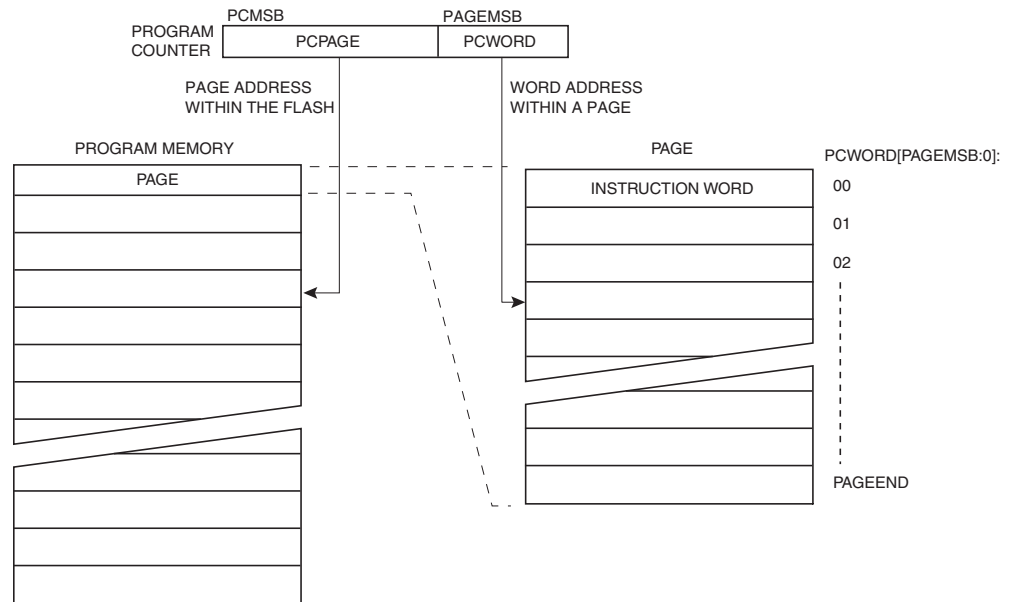 PCMSB PAGEMSB
PROGRAM
COUNTER
PCPAGE PCWORD
PAGE ADDRESS
WITHIN THE FLASH
WORD ADDRESS
WITHIN A PAGE
PROGRAM MEMORY
PAGE
PAGE
INSTRUCTION WORD
PCWORD[PAGEMSB:0]:
00
01
02
PAGEEND